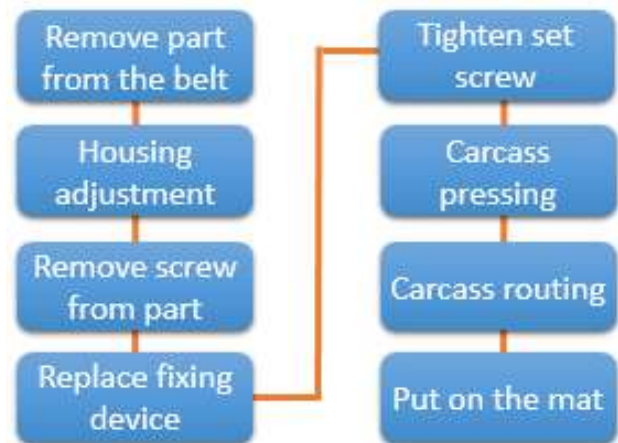 Remove part
from the belt
Housing
adjustment
Remove screw
from part
Replace fixing
device
Tighten set
screw
Carcass
pressing
Carcass routing
Put on the mat